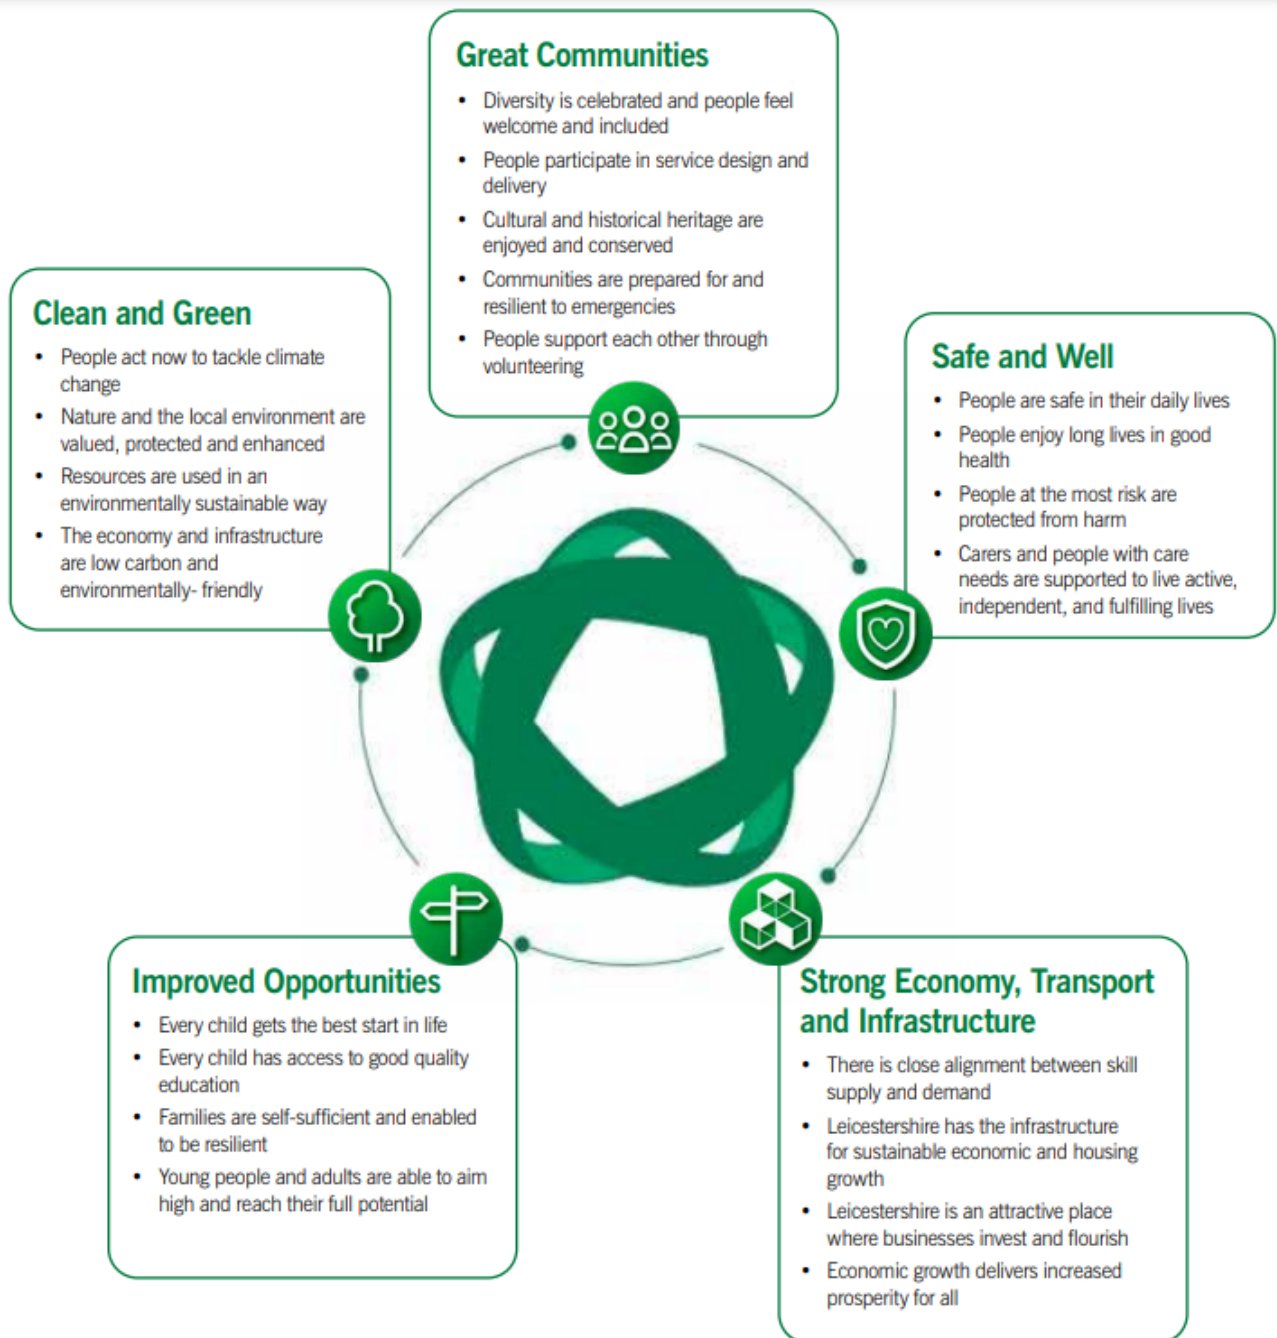 Great Communities
• Diversity is celebrated and people feel
welcome and included
• People participate in service design and
delivery
• Cultural and historical heritage are
enjoyed and conserved
• Communities are prepared for and
resilient to emergencies
• People support each other through
volunteering
Clean and Green
• People act now to tackle climate
change
• Nature and the local environment are
valued, protected and enhanced
• Resources are used in an
environmentally sustainable way
• The economy and infrastructure
are low carbon and
environmentally- friendly
Safe and Well
• People are safe in their daily lives
• People enjoy long lives in good
health
• People at the most risk are
protected from harm
• Carers and people with care
needs are supported to live active,
independent, and fulfilling lives
Improved Opportunities
• Every child gets the best start in life
• Every child has access to good quality
education
• Families are self-sufficient and enabled
to be resilient
• Young people and adults are able to aim
high and reach their full potential
Strong Economy, Transport
and Infrastructure
• There is close alignment between skill
supply and demand
• Leicestershire has the infrastructure
for sustainable economic and housing
growth
• Leicestershire is an attractive place
where businesses invest and flourish
• Economic growth delivers increased
prosperity for all